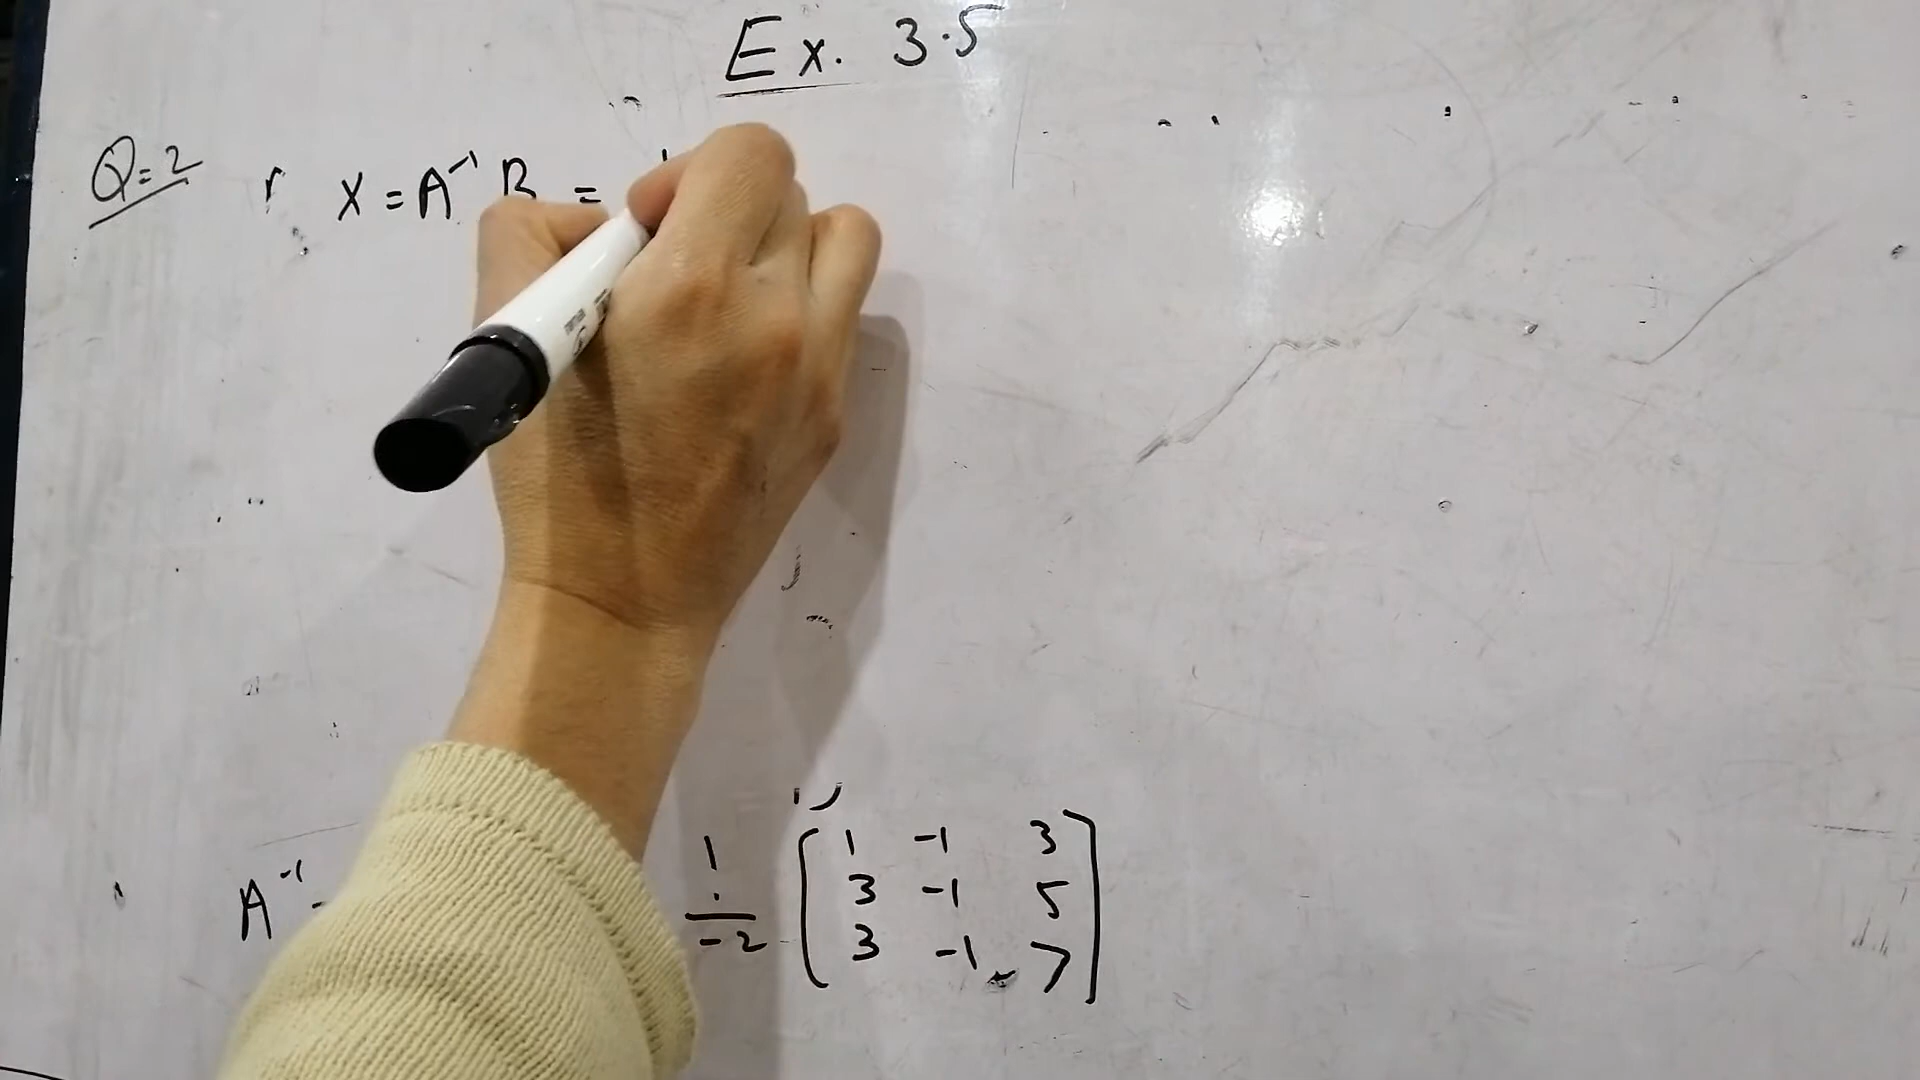 Ex. 3.5
Q=2 X = A⁻¹ B =
A⁻¹ 1/-2 [1 -1 3
3 -1 5
3 -1 7]